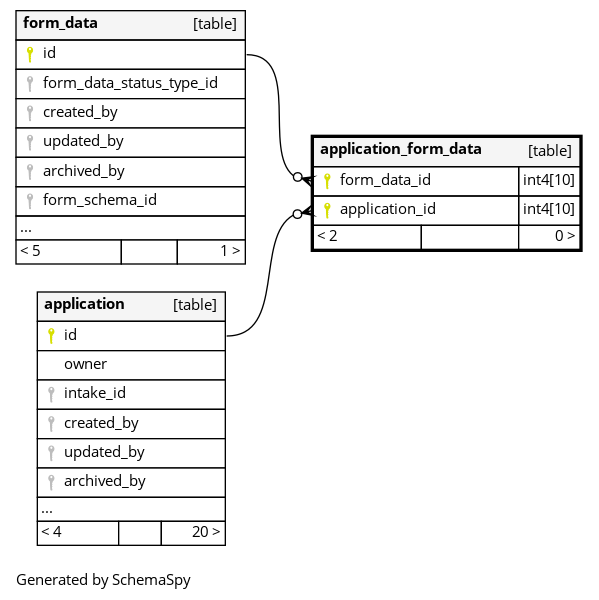 form_data [table]
id
form_data_status_type_id
created_by
updated_by
archived_by
form_schema_id
...
< 5 1 >
application_form_data [table]
form_data_id int4[10]
application_id int4[10]
< 2 0 >
application [table]
id
owner
intake_id
created_by
updated_by
archived_by
...
< 4 20 >
Generated by SchemaSpy